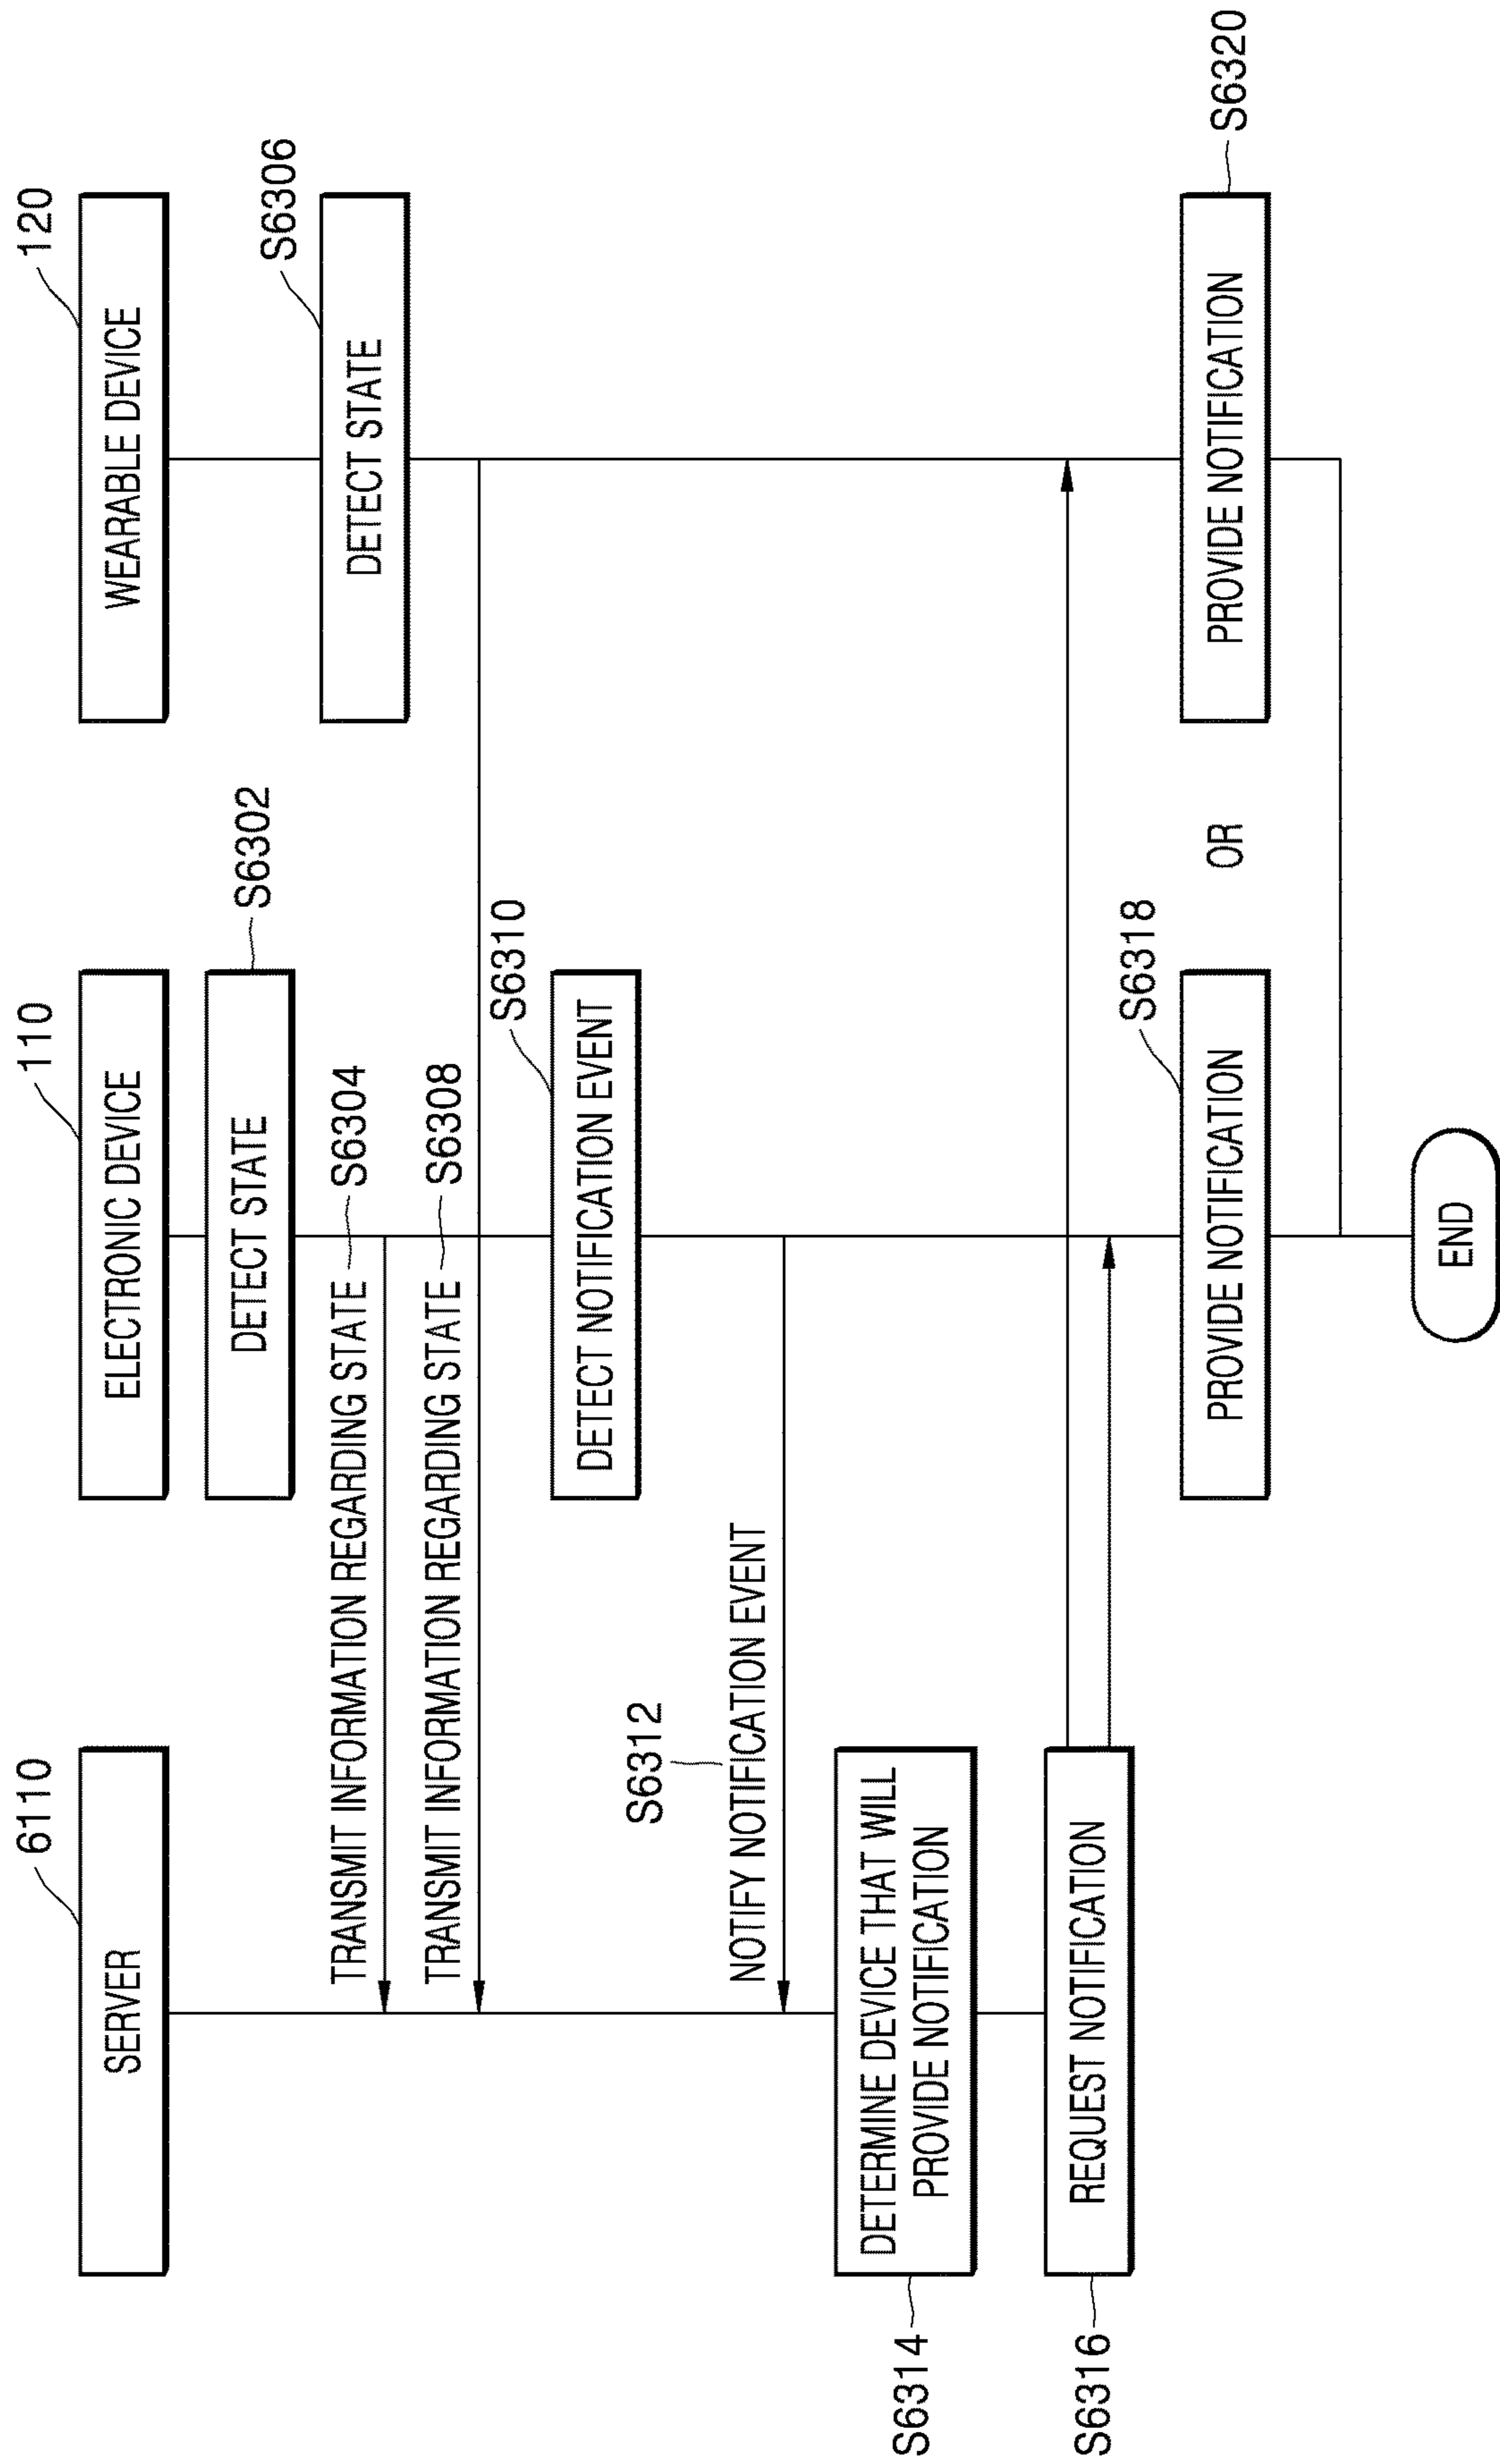 6110
110
120
SERVER
ELECTRONIC DEVICE
WEARABLE DEVICE
DETECT STATE
S6302
DETECT STATE
S6306
TRANSMIT INFORMATION REGARDING STATE
S6304
TRANSMIT INFORMATION REGARDING STATE
S6308
S6310
DETECT NOTIFICATION EVENT
S6312
NOTIFY NOTIFICATION EVENT
S6314
DETERMINE DEVICE THAT WILL
PROVIDE NOTIFICATION
S6316
REQUEST NOTIFICATION
S6318
PROVIDE NOTIFICATION
OR
PROVIDE NOTIFICATION
S6320
END